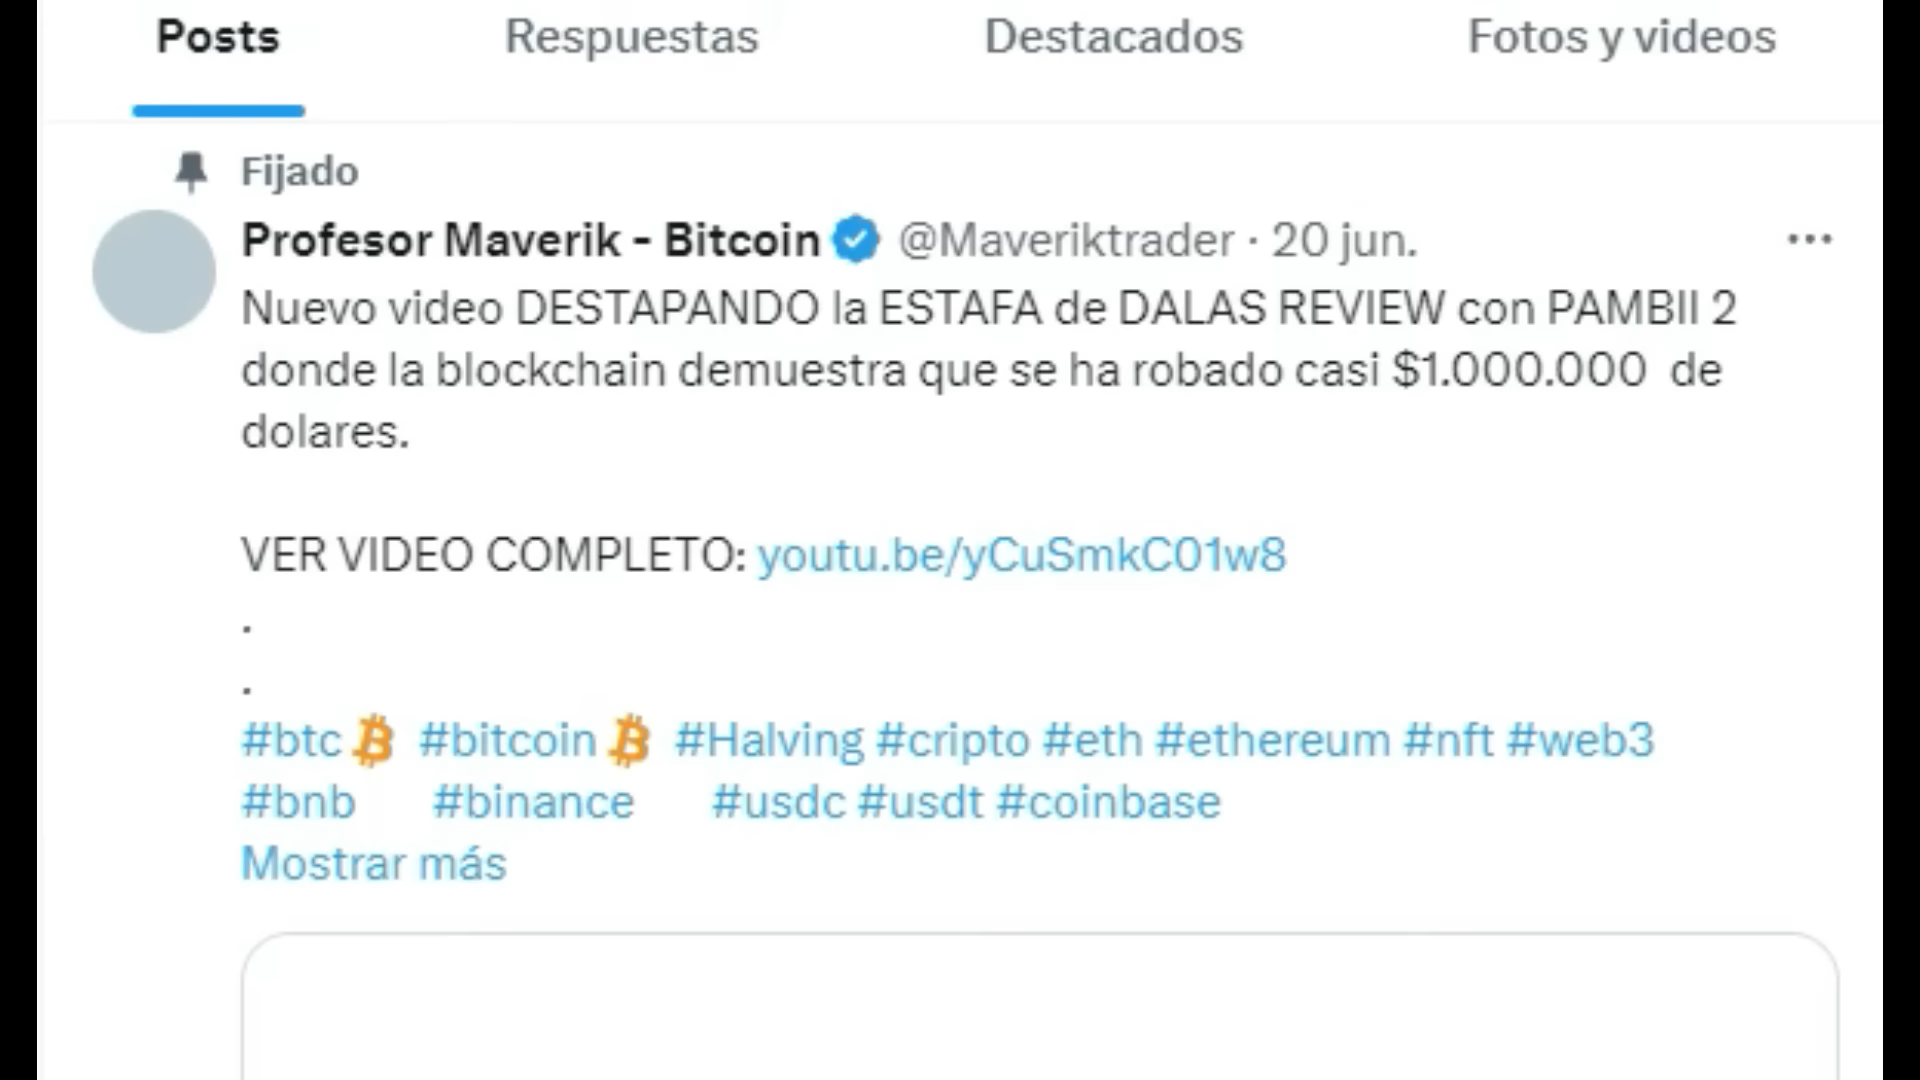 Posts Respuestas Destacados Fotos y videos
Fijado
Profesor Maverik - Bitcoin @Maveriktrader · 20 jun.
Nuevo video DESTAPANDO la ESTAFA de DALAS REVIEW con PAMBII 2
donde la blockchain demuestra que se ha robado casi $1.000.000 de
dolares.
VER VIDEO COMPLETO: youtu.be/yCuSmkC01w8
.
.
#btc #bitcoin #Halving #cripto #eth #ethereum #nft #web3
#bnb #binance #usdc #usdt #coinbase
Mostrar más